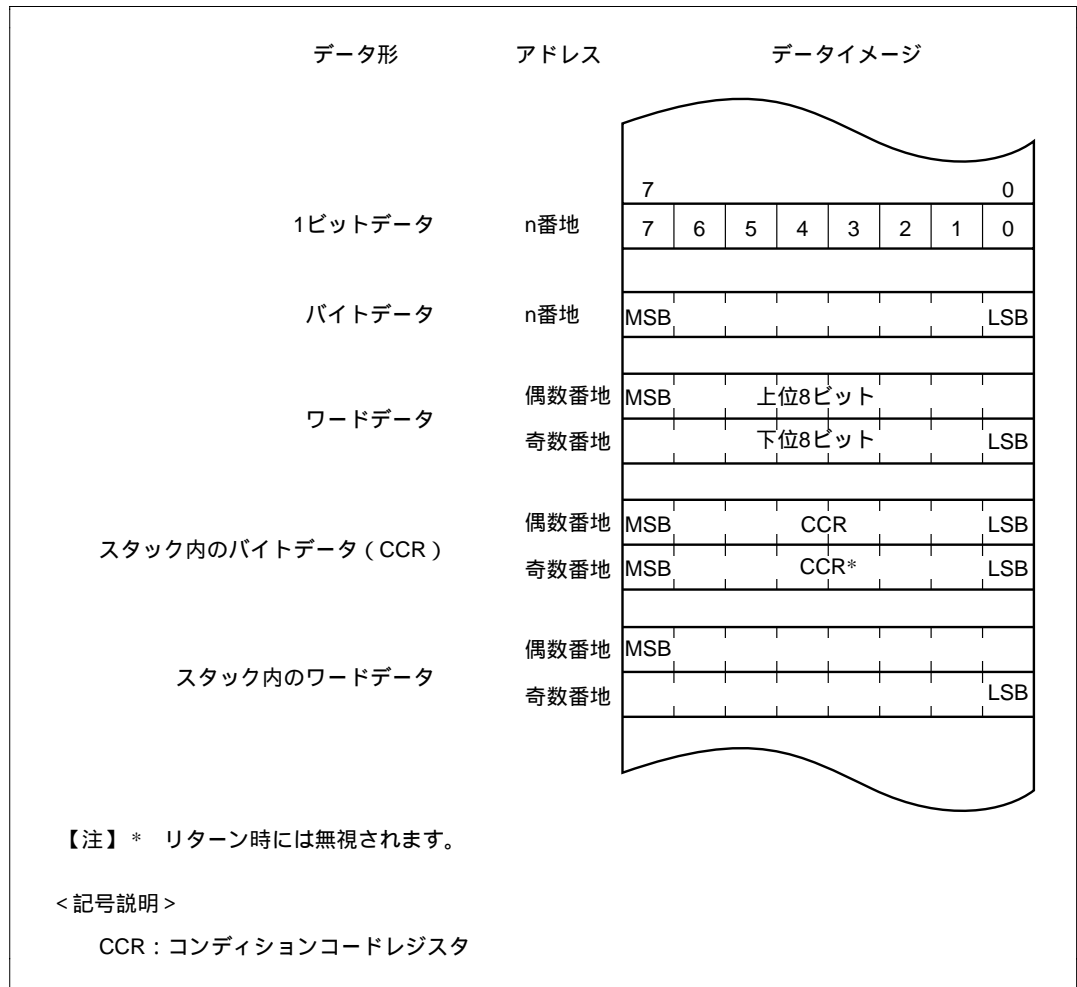 データ形 アドレス データイメージ
7 0
1ビットデータ n番地 7 6 5 4 3 2 1 0
バイトデータ n番地 MSB LSB
ワードデータ
偶数番地 MSB 上位8ビット
奇数番地 下位8ビット LSB
スタック内のバイトデータ(CCR)
偶数番地 MSB CCR LSB
奇数番地 MSB CCR* LSB
スタック内のワードデータ
偶数番地 MSB
奇数番地 LSB
【注】* リターン時には無視されます。
<記号説明>
CCR:コンディションコードレジスタ